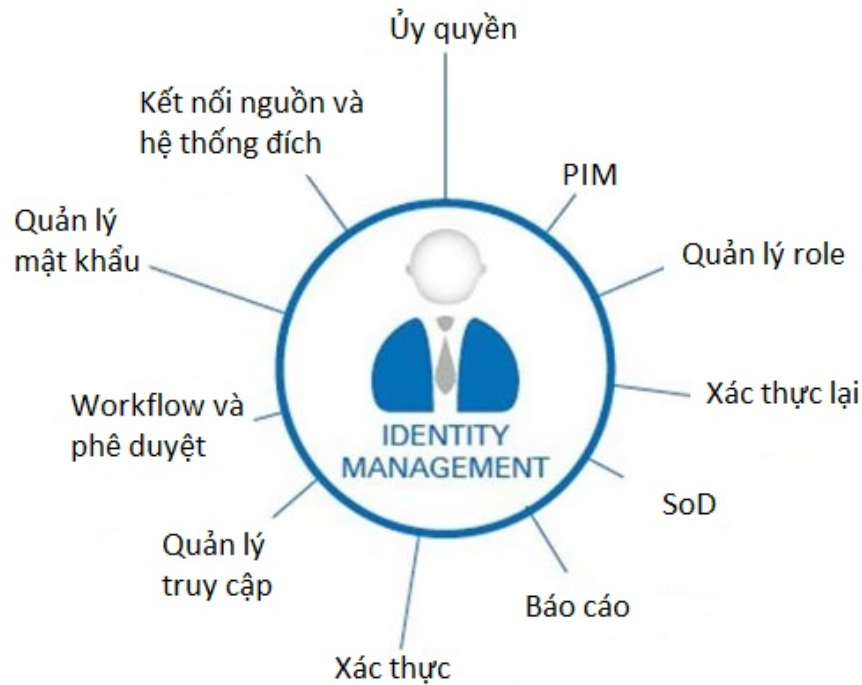 Ủy quyền
Kết nối nguồn và
hệ thống đích
PIM
Quản lý
mật khẩu
Quản lý role
Workflow và
phê duyệt
Xác thực lại
IDENTITY
MANAGEMENT
SoD
Quản lý
truy cập
Báo cáo
Xác thực